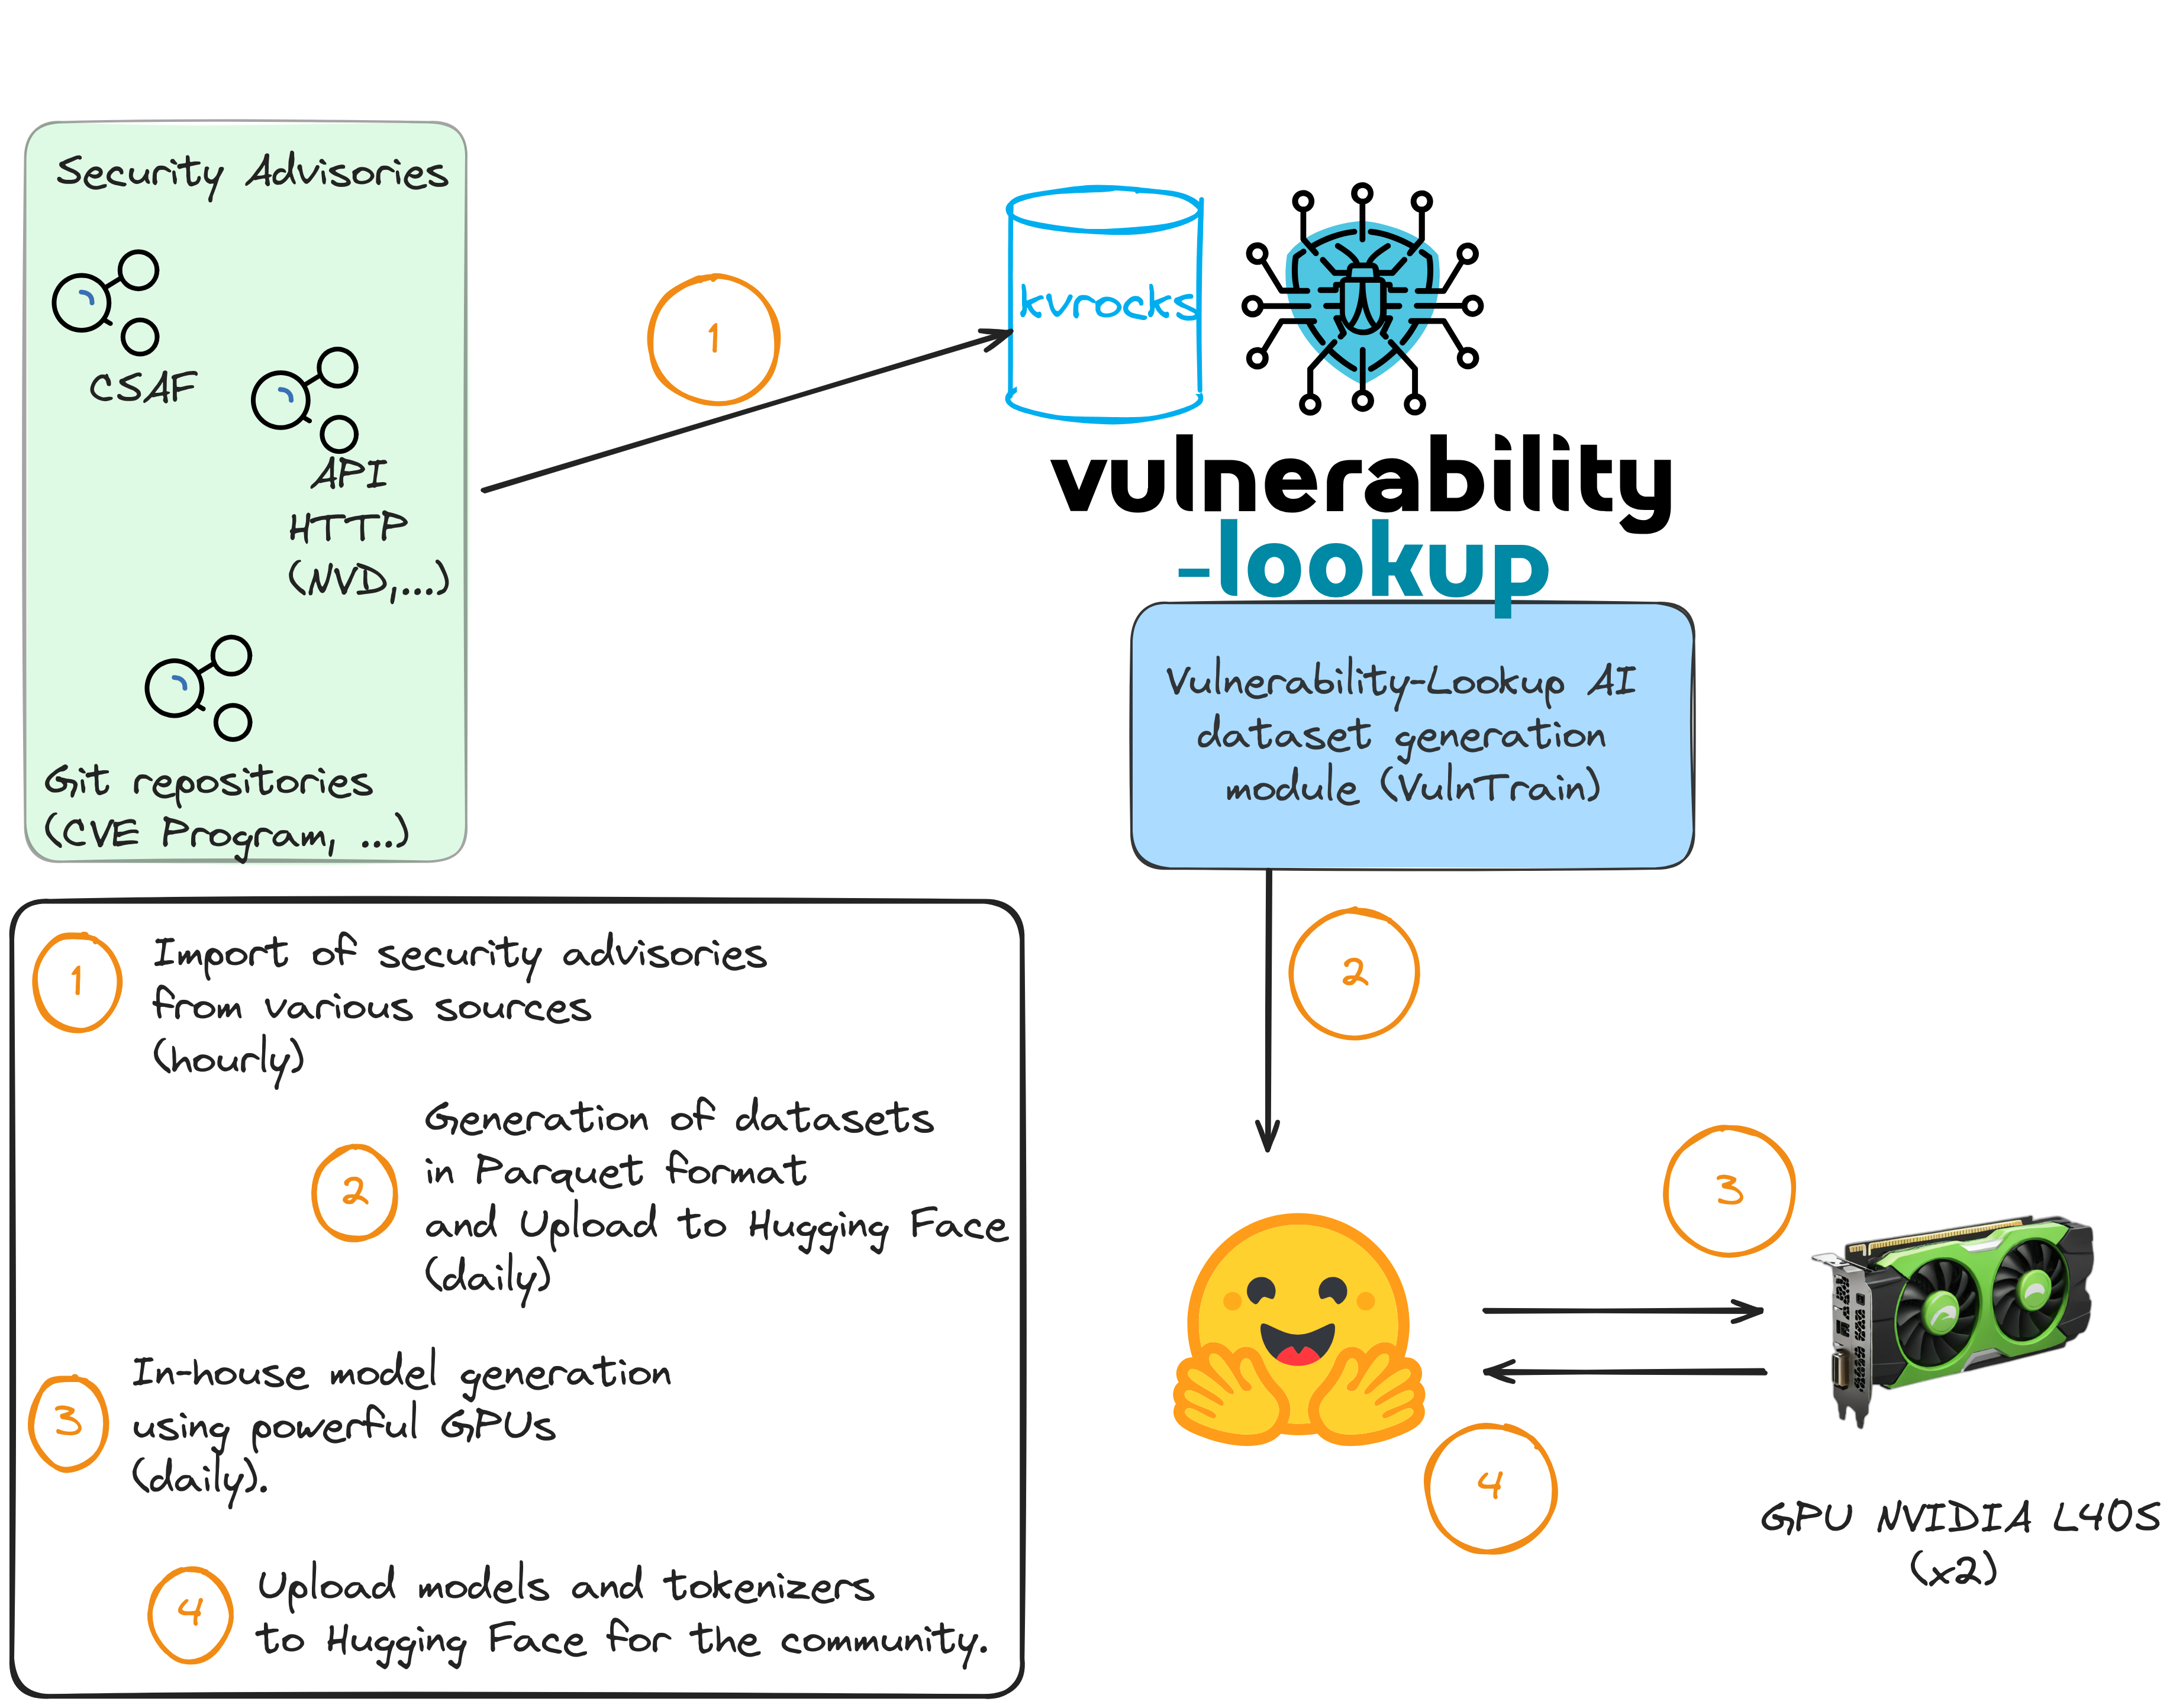 Security Advisories
CSAF
API
HTTP
(NVD,....)
Git repositories
(CVE Program, ...)
1
kvrocks
vulnerability
-lookup
Vulnerability-Lookup AI
dataset generation
module (VulnTrain)
2
3
4
GPU NVIDIA L40S
(x2)
1
Import of security advisories
from various sources
(hourly)
2
Generation of datasets
in Parquet format
and Upload to Hugging Face
(daily)
3
In-house model generation
using powerful GPUs
(daily).
4
Upload models and tokenizers
to Hugging Face for the community.